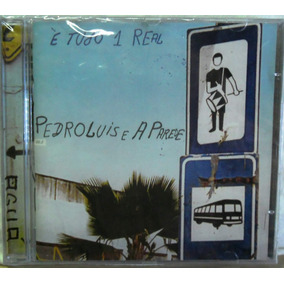 È TUDO 1 REAL
PEDRO LUÍS E A PAREDE